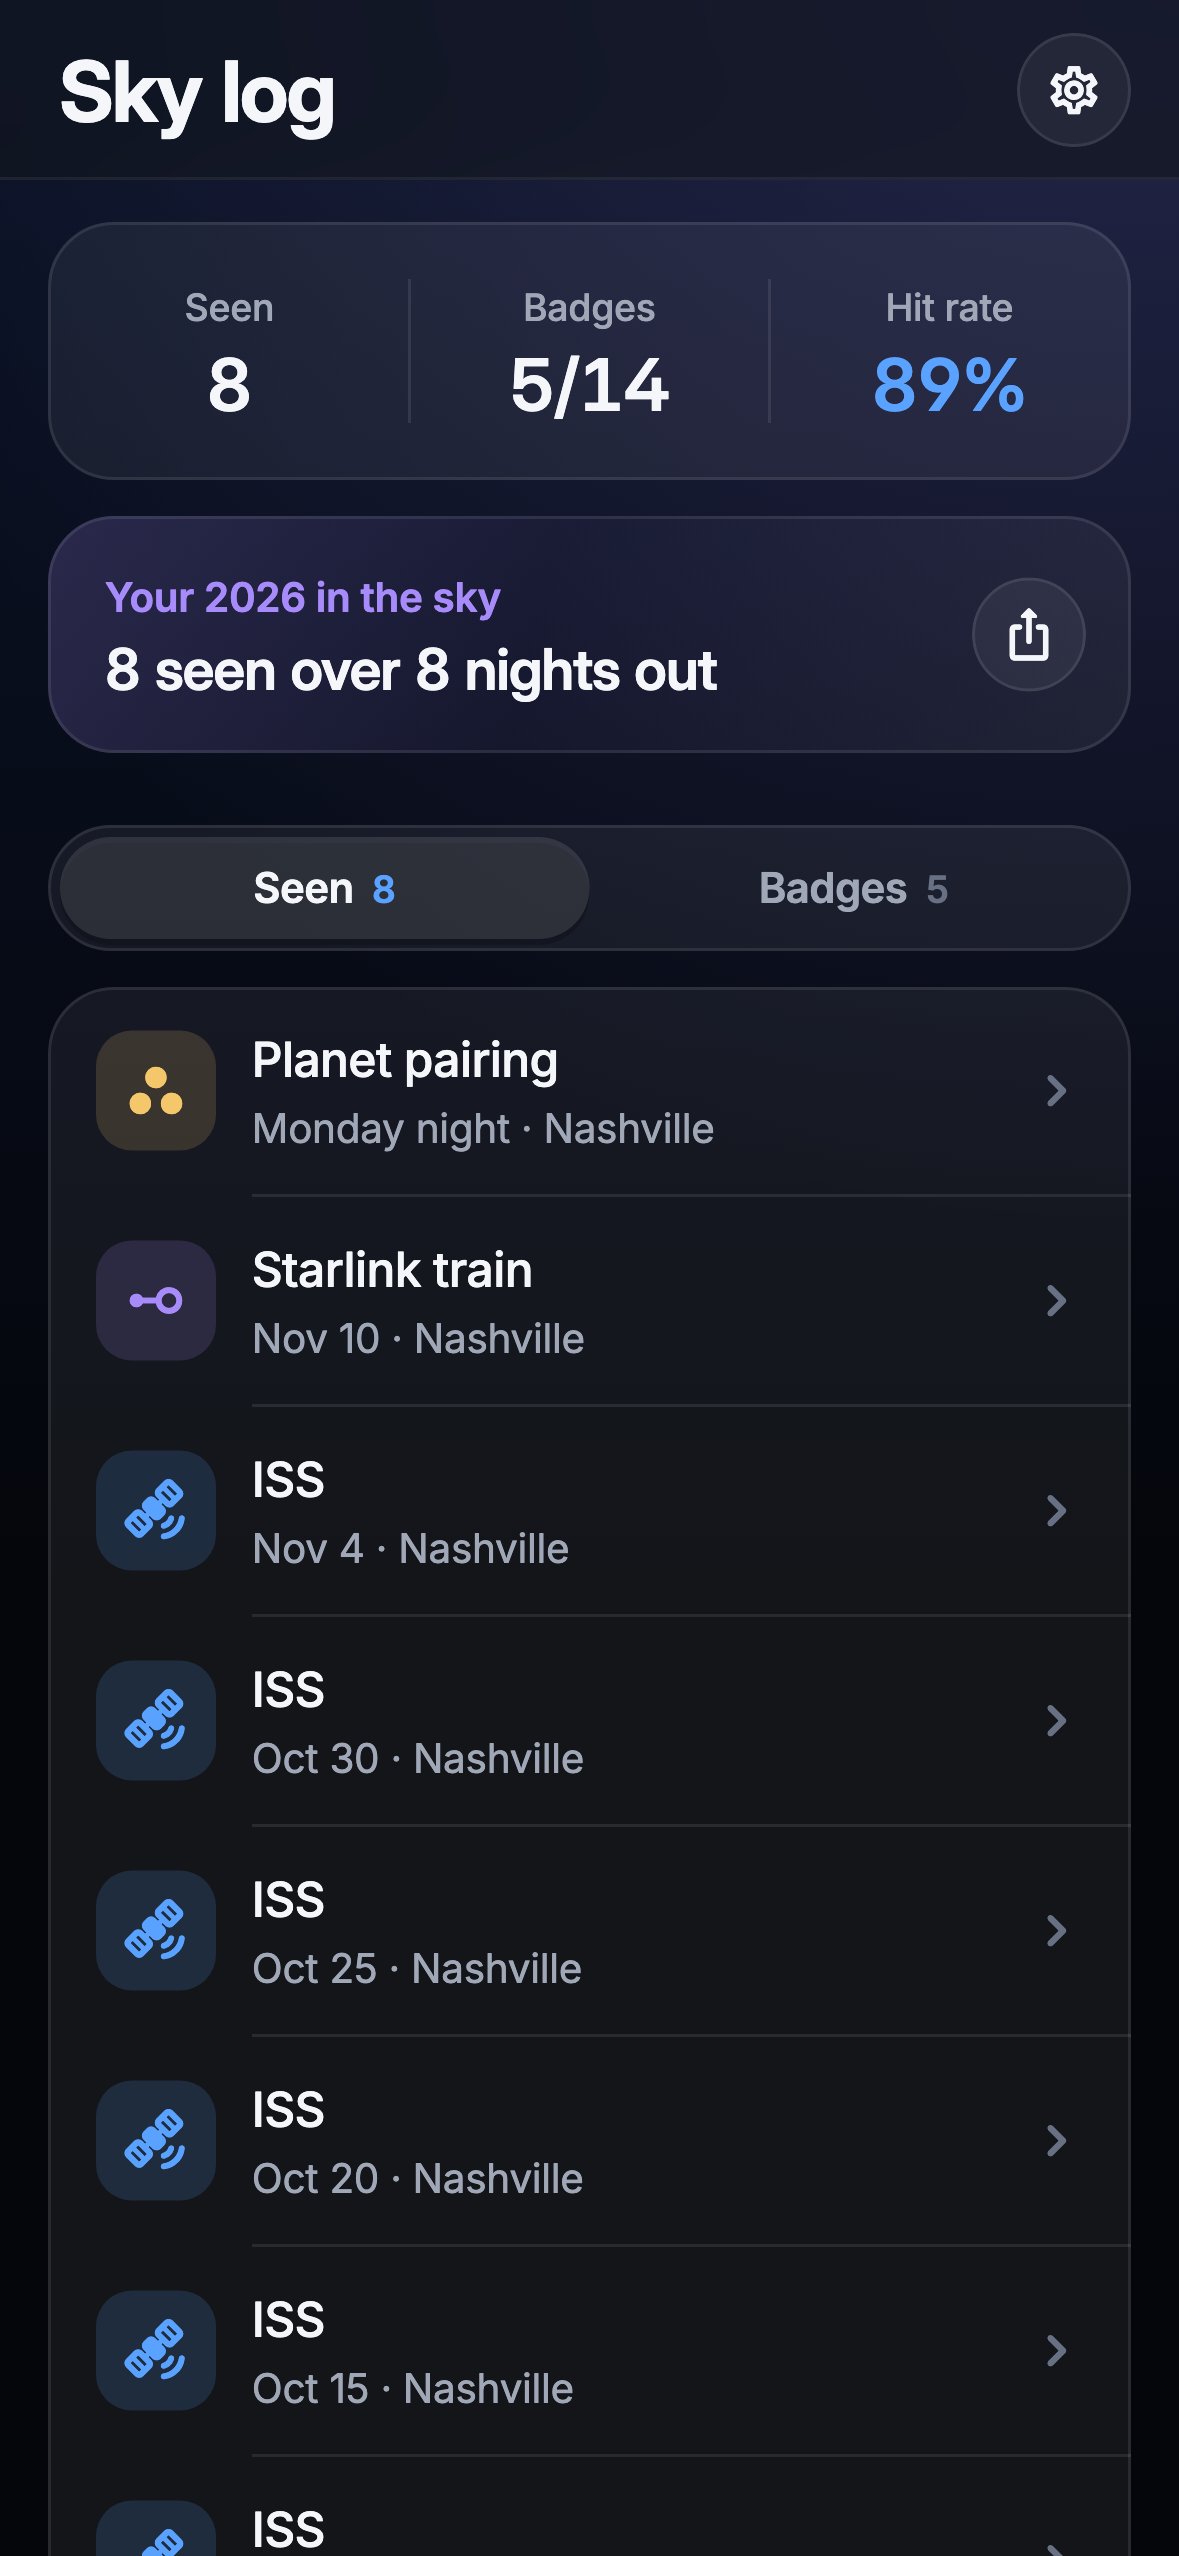 Sky log
Seen
8
Badges
5/14
Hit rate
89%
Your 2026 in the sky
8 seen over 8 nights out
Seen 8
Badges 5
Planet pairing
Monday night · Nashville
Starlink train
Nov 10 · Nashville
ISS
Nov 4 · Nashville
ISS
Oct 30 · Nashville
ISS
Oct 25 · Nashville
ISS
Oct 20 · Nashville
ISS
Oct 15 · Nashville
ISS